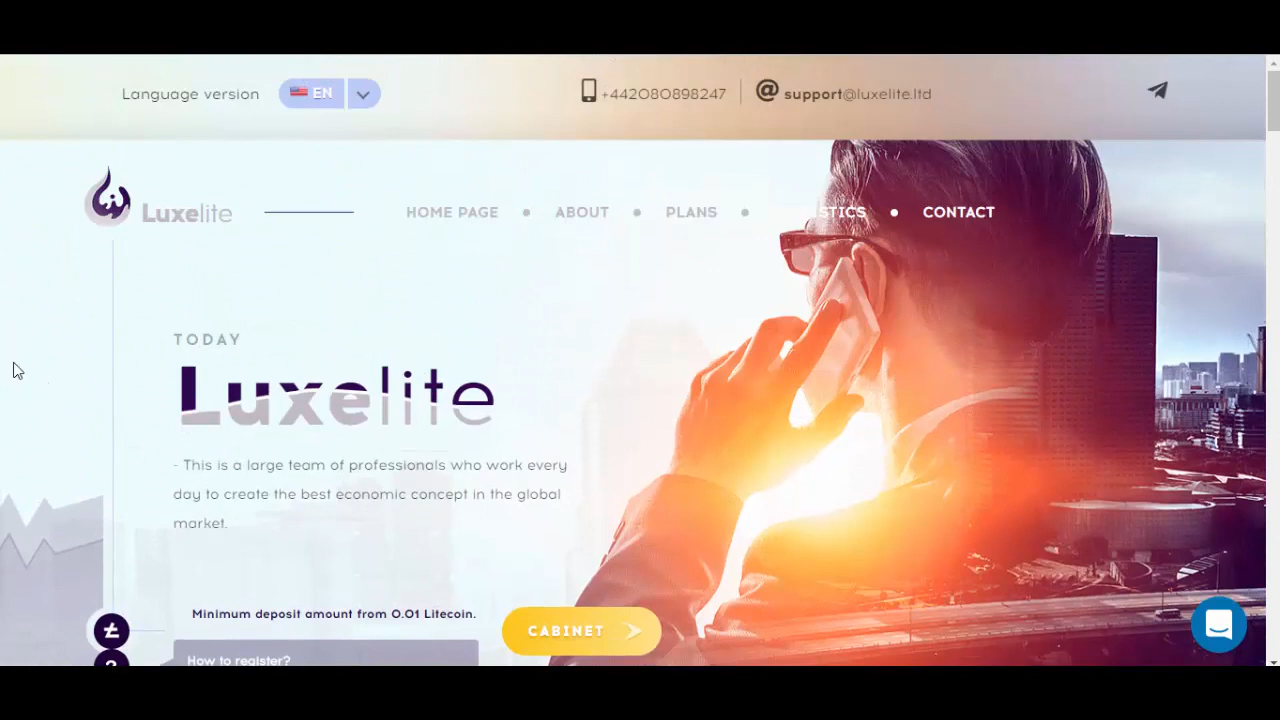 Language version EN +442080898247 @ support@luxelite.ltd
Luxelite HOME PAGE ABOUT PLANS STICS CONTACT
TODAY
Luxelite
- This is a large team of professionals who work every
day to create the best economic concept in the global
market.
Minimum deposit amount from 0.01 Litecoin.
CABINET
How to register?